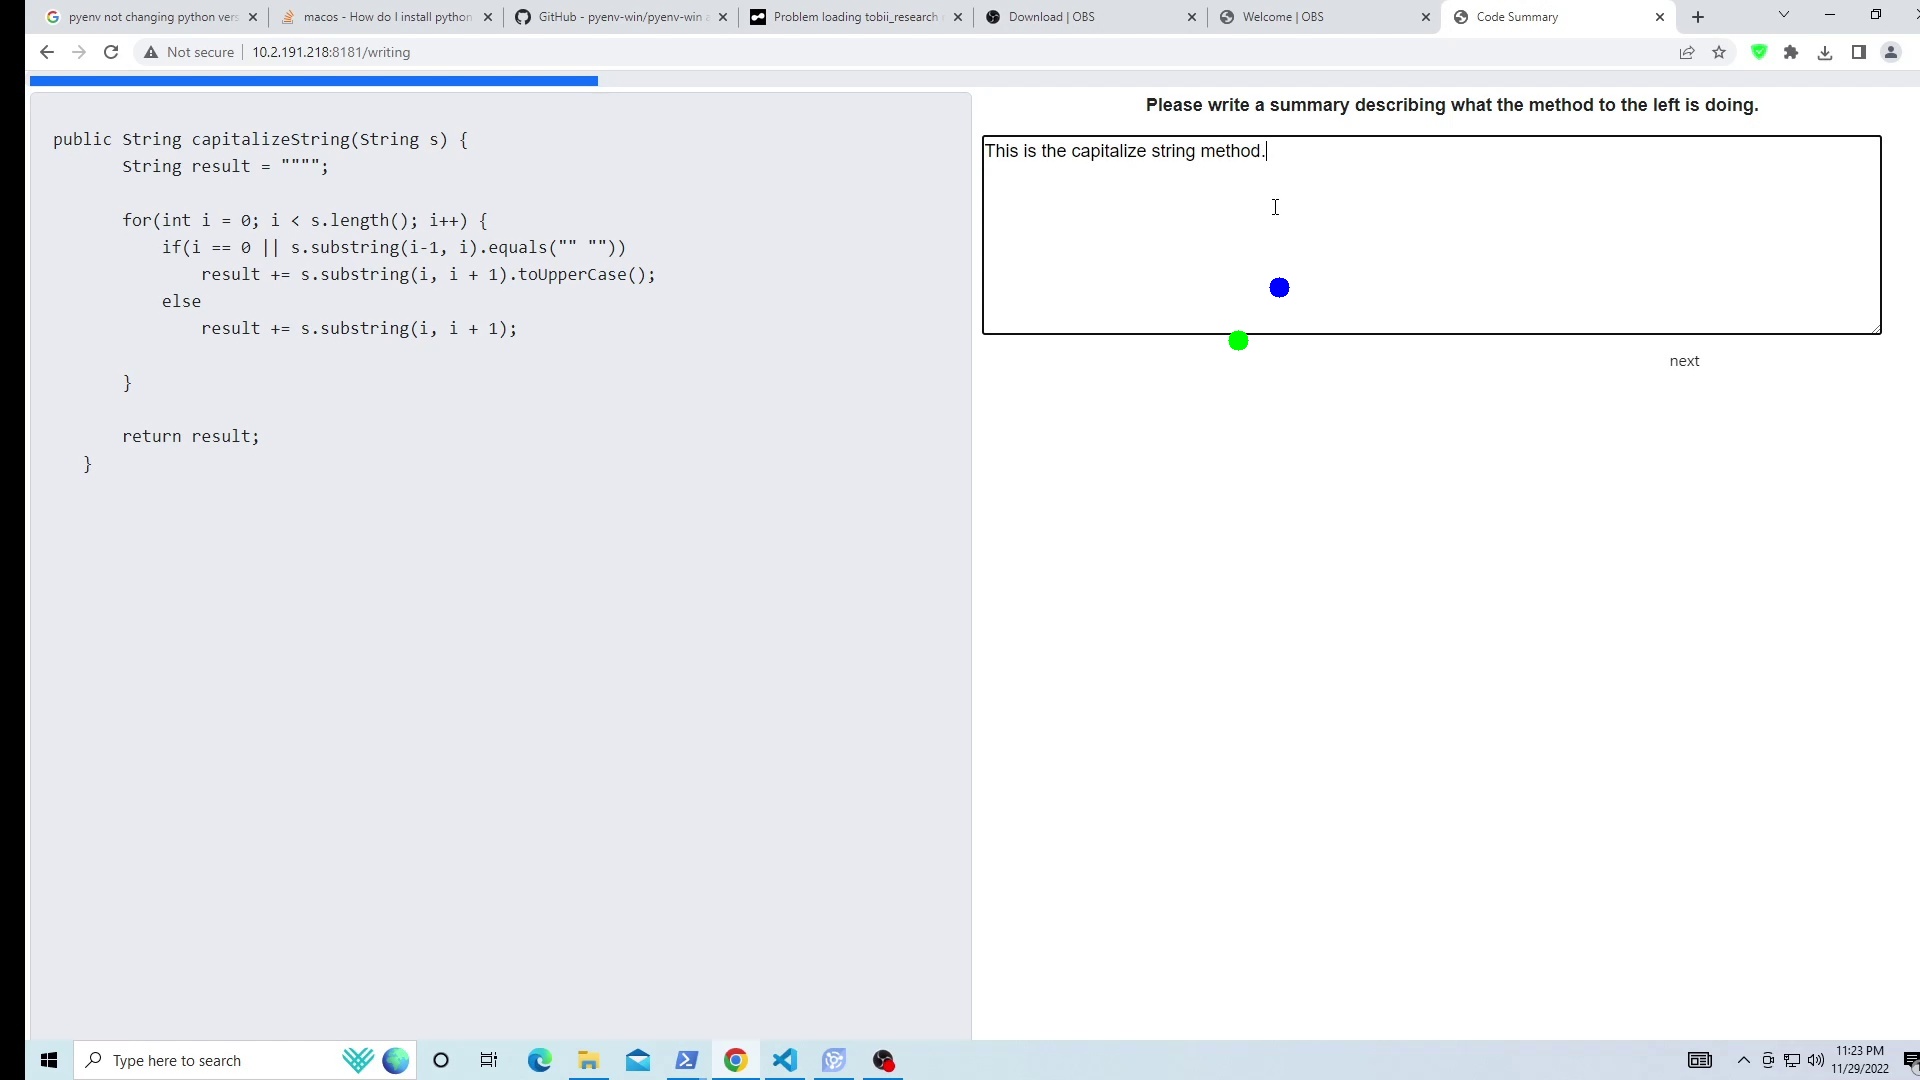 pyenv not changing python vers
macos - How do I install python
GitHub - pyenv-win/pyenv-win a
Problem loading tobii_research
Download | OBS
Welcome | OBS
Code Summary
Not secure
10.2.191.218:8181/writing
public String capitalizeString(String s) {
String result = """";
for(int i = 0; i < s.length(); i++) {
if(i == 0 || s.substring(i-1, i).equals("" ""))
result += s.substring(i, i + 1).toUpperCase();
else
result += s.substring(i, i + 1);
}
return result;
}
Please write a summary describing what the method to the left is doing.
This is the capitalize string method.
next
Type here to search
11:23 PM
11/29/2022